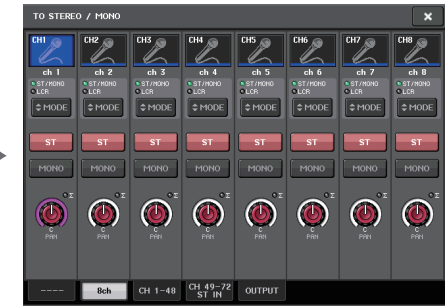 TO STEREO / MONO ×
CH1 CH2 CH3 CH4 CH5 CH6 CH7 CH8
ch 1 ch 2 ch 3 ch 4 ch 5 ch 6 ch 7 ch 8
ST/MONO ST/MONO ST/MONO ST/MONO ST/MONO ST/MONO ST/MONO ST/MONO
LCR LCR LCR LCR LCR LCR LCR LCR
MODE MODE MODE MODE MODE MODE MODE MODE
ST ST ST ST ST ST ST ST
MONO MONO MONO MONO MONO MONO MONO MONO
Σ Σ Σ Σ Σ Σ Σ Σ
C C C C C C C C
PAN PAN PAN PAN PAN PAN PAN PAN
---- 8ch CH 1-48 CH 49-72 ST IN OUTPUT